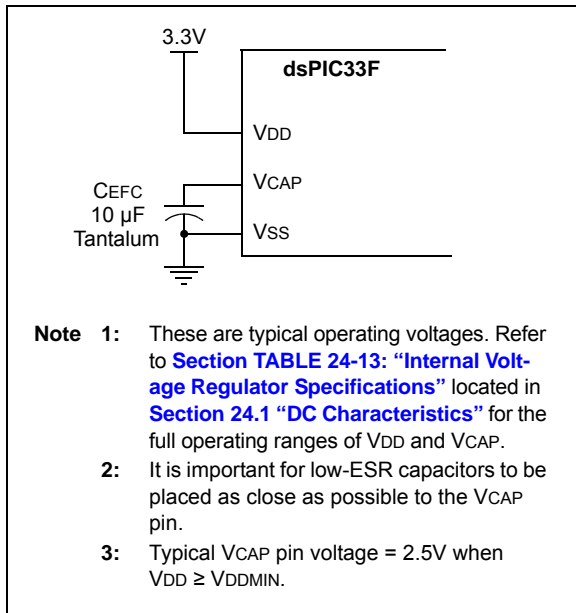 3.3V
dsPIC33F
VDD
VCAP
CEFC
10 µF
Tantalum
VSS
Note 1: These are typical operating voltages. Refer
to Section TABLE 24-13: “Internal Volt-
age Regulator Specifications” located in
Section 24.1 “DC Characteristics” for the
full operating ranges of VDD and VCAP.
2: It is important for low-ESR capacitors to be
placed as close as possible to the VCAP
pin.
3: Typical VCAP pin voltage = 2.5V when
VDD ≥ VDDMIN.